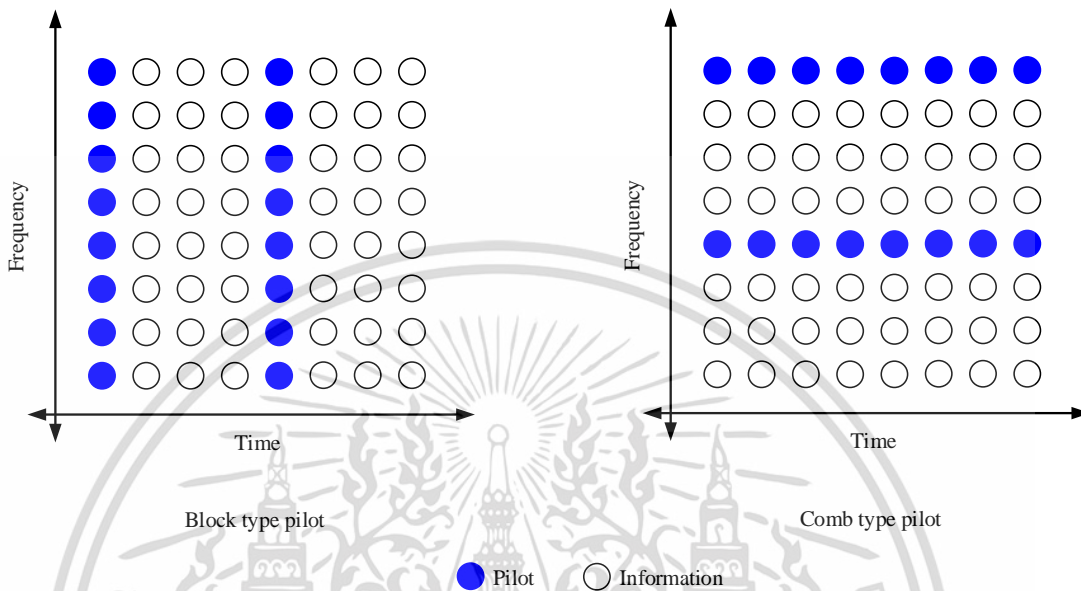 Frequency
Time
Block type pilot
Frequency
Time
Comb type pilot
Pilot
Information